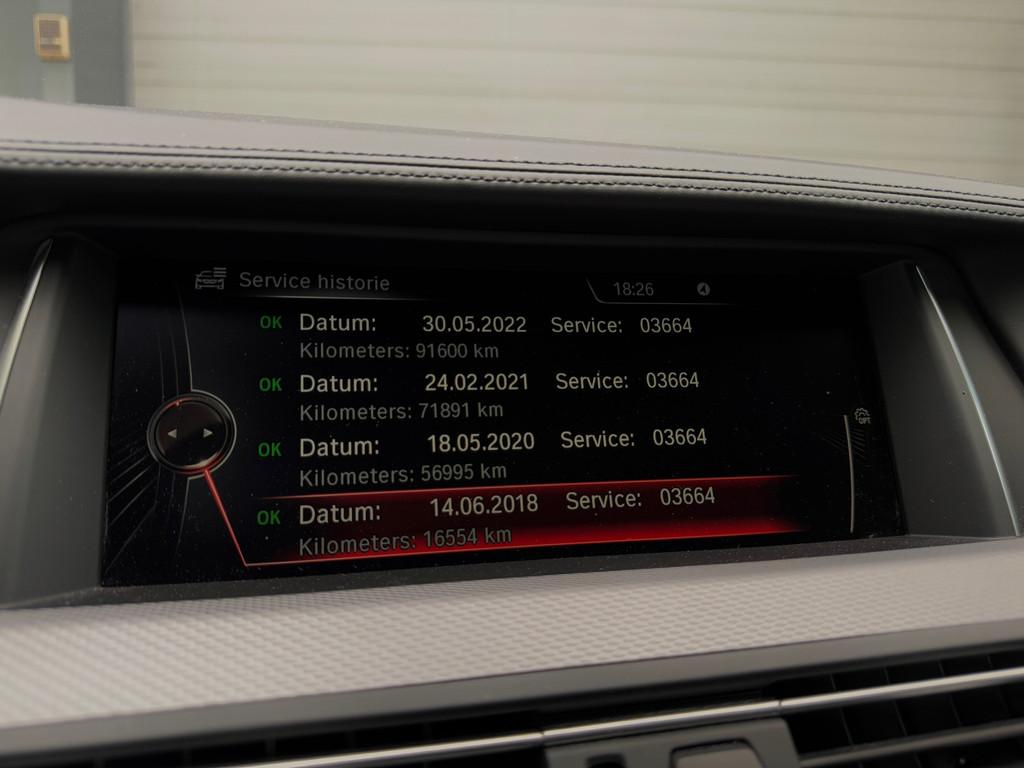 Service historie
18:26
OK Datum: 30.05.2022 Service: 03664
Kilometers: 91600 km
OK Datum: 24.02.2021 Service: 03664
Kilometers: 71891 km
OK Datum: 18.05.2020 Service: 03664
Kilometers: 56995 km
OK Datum: 14.06.2018 Service: 03664
Kilometers: 16554 km